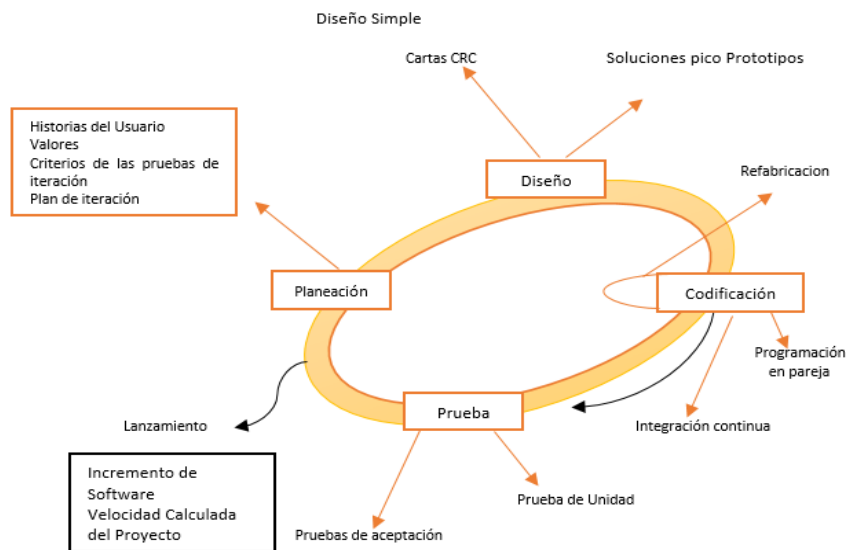 Diseño Simple
Cartas CRC
Soluciones pico Prototipos
Historias del Usuario
Valores
Criterios de las pruebas de
iteración
Plan de iteración
Diseño
Refabricacion
Planeación
Codificación
Programación
en pareja
Prueba
Lanzamiento
Integración continua
Incremento de
Software
Velocidad Calculada
del Proyecto
Prueba de Unidad
Pruebas de aceptación